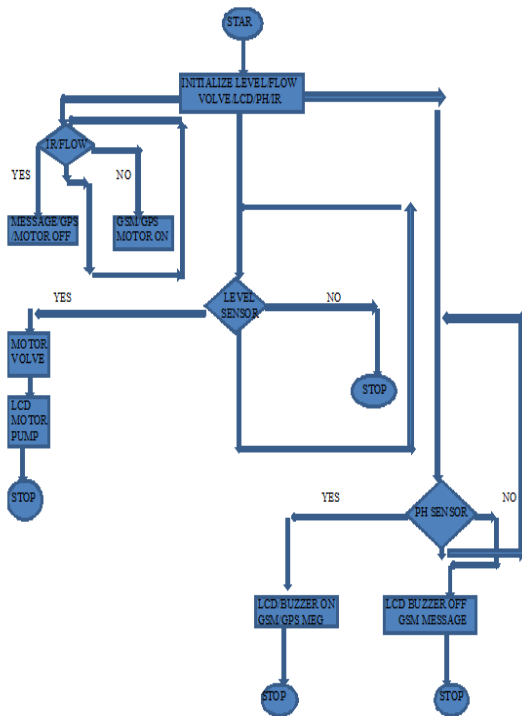 STAR
INITIALIZE LEVEL/FLOW
VOLVE/LCD/PH/IR
IR/FLOW
YES
NO
MESSAGE/GPS
/MOTOR OFF
GSM/GPS
MOTOR ON
YES
LEVEL
SENSOR
NO
MOTOR
VOLVE
LCD
MOTOR
PUMP
STOP
STOP
YES
PH SENSOR
NO
LCD BUZZER ON
GSM/GPS MEG
LCD BUZZER OFF
GSM MESSAGE
STOP
STOP